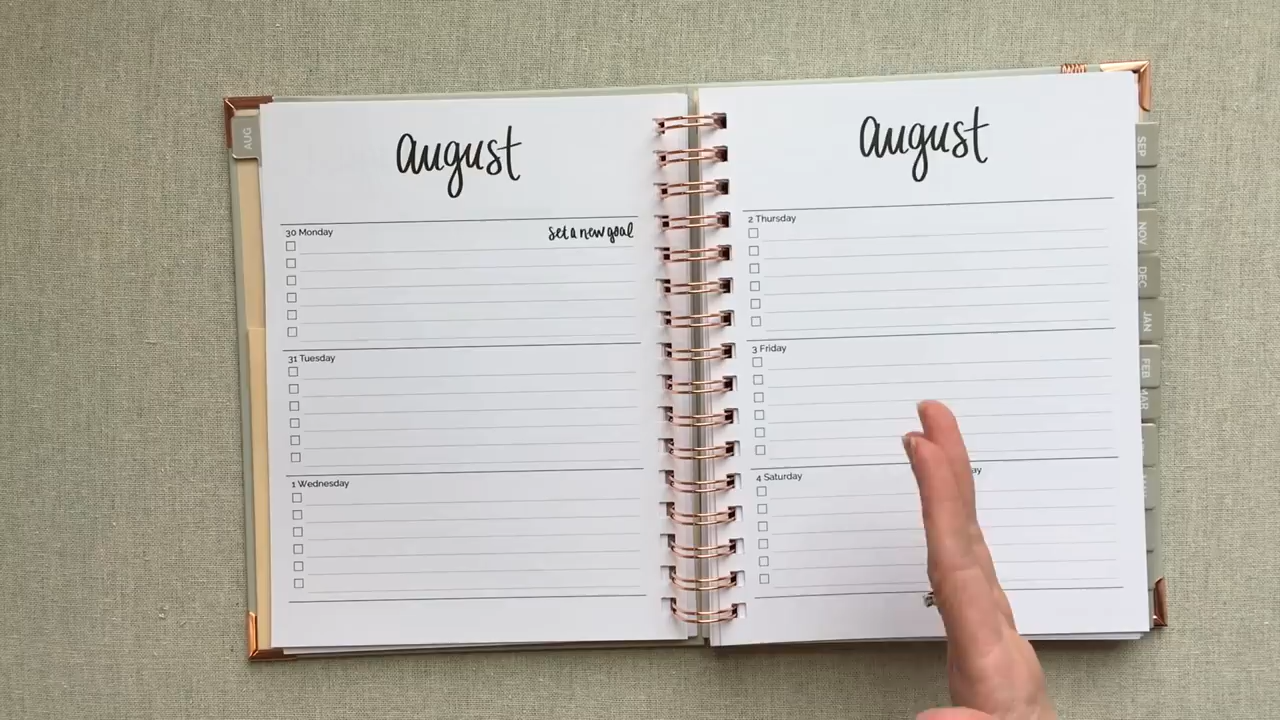 AUG
august
30 Monday
set a new goal
31 Tuesday
1 Wednesday
august
2 Thursday
3 Friday
4 Saturday
SEP
OCT
NOV
DEC
JAN
FEB
MAR